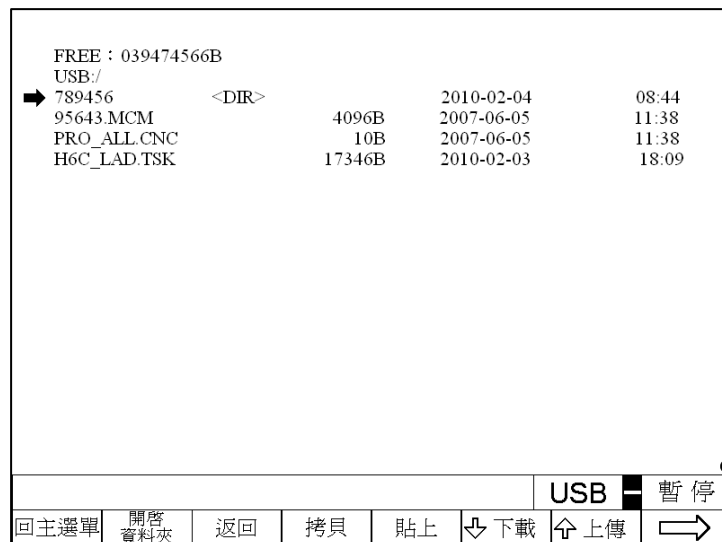 FREE：039474566B
USB:/
789456 <DIR> 2010-02-04 08:44
95643.MCM 4096B 2007-06-05 11:38
PRO_ALL.CNC 10B 2007-06-05 11:38
H6C_LAD.TSK 17346B 2010-02-03 18:09
USB 暫停
回主選單 開啓資料夾 返回 拷貝 貼上 下載 上傳